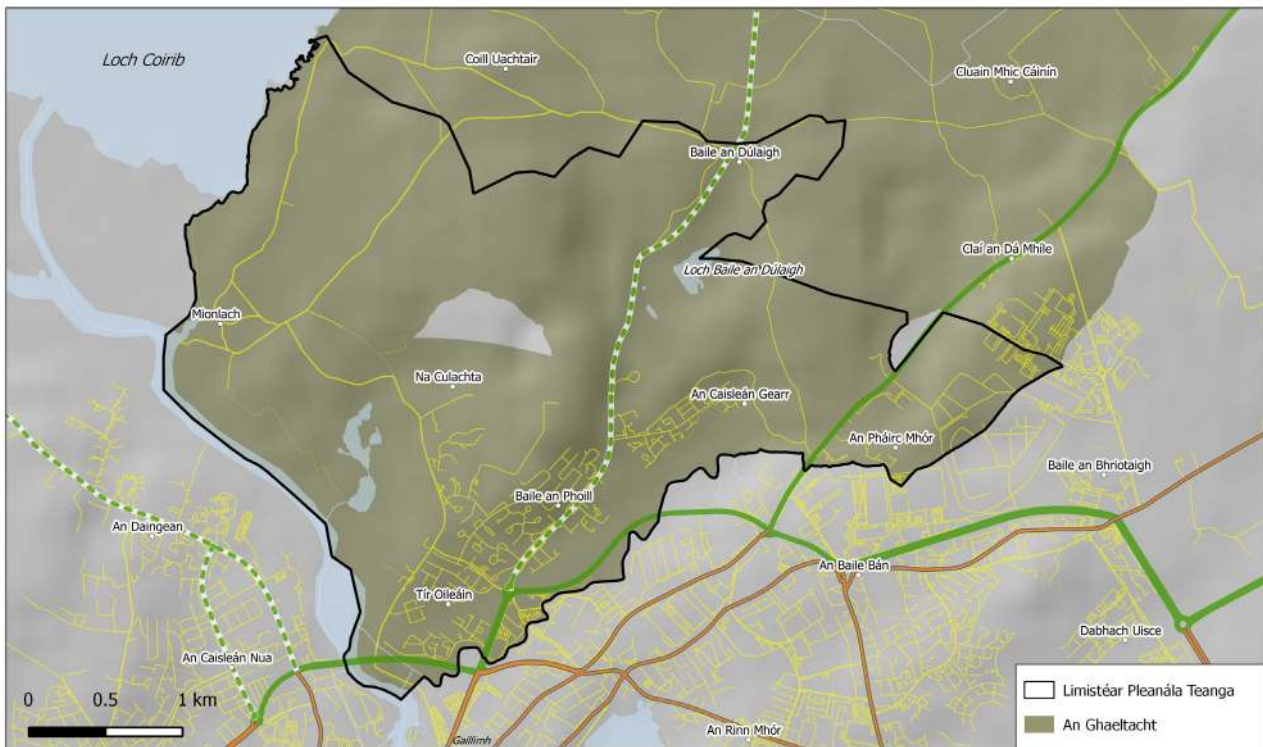 Loch Coirib
Coill Uachtair
Cluain Mhic Cáinín
Baile an Dúlaigh
Claí an Dá Mhíle
Loch Baile an Dúlaigh
Mionlach
Na Culachta
An Caisleán Gearr
An Pháirc Mhór
Baile an Bhriotaigh
Baile an Phoill
An Daingean
An Baile Bán
Tír Oileáin
Dabhach Uisce
An Caisleán Nua
0 0.5 1 km
Limistéar Pleanála Teanga
An Ghaeltacht
An Rinn Mhór
Gaillimh